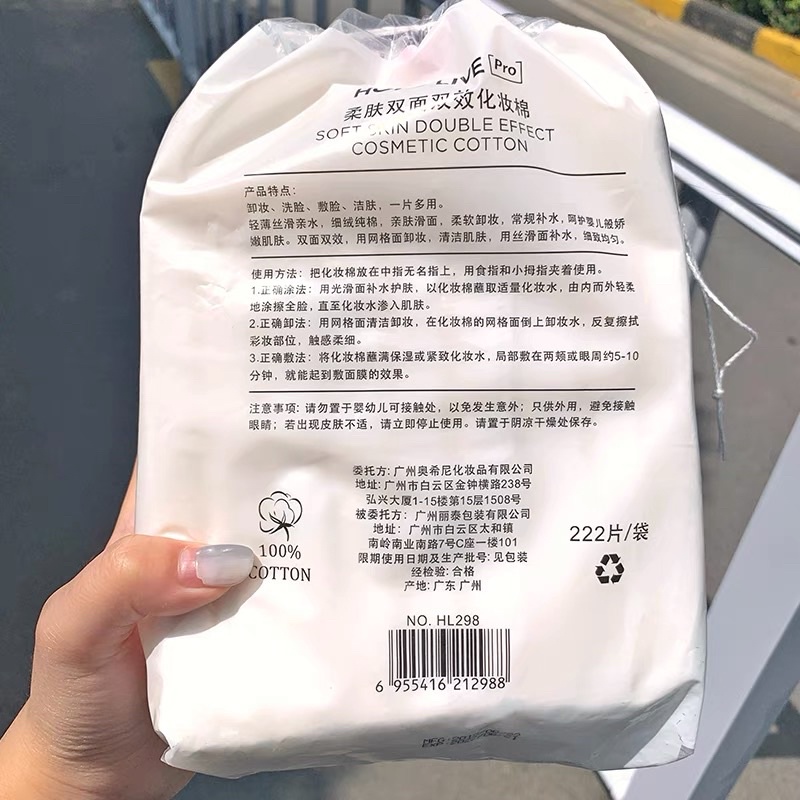 Pro
柔肤双面双效化妆棉
SOFT SKIN DOUBLE EFFECT
COSMETIC COTTON
产品特点：
卸妆、洗脸、敷脸、洁肤，一片多用。
轻薄丝滑亲水，细绒纯棉，亲肤滑面，柔软卸妆，常规补水，呵护婴儿般娇
嫩肌肤。双面双效，用网格面卸妆，清洁肌肤，用丝滑面补水，细致均匀。
使用方法：把化妆棉放在中指无名指上，用食指和小拇指夹着使用。
1.正确涂法：用光滑面补水护肤，以化妆棉蘸取适量化妆水，由内而外轻柔
地涂擦全脸，直至化妆水渗入肌肤。
2.正确卸法：用网格面清洁卸妆，在化妆棉的网格面倒上卸妆水，反复擦拭
彩妆部位，触感柔细。
3.正确敷法：将化妆棉蘸满保湿或紧致化妆水，局部敷在两颊或眼周约5-10
分钟，就能起到敷面膜的效果。
注意事项：请勿置于婴幼儿可接触处，以免发生意外；只供外用，避免接触
眼睛；若出现皮肤不适，请立即停止使用。请置于阴凉干燥处保存。
委托方：广州奥希尼化妆品有限公司
地址：广州市白云区金钟横路238号
弘兴大厦1-15楼第15层1508号
被委托方：广州丽泰包装有限公司
地址：广州市白云区太和镇
南岭南业南路7号C座一楼101
限期使用日期及生产批号：见包装
经检验：合格
产地：广东 广州
100%
COTTON
222片/袋
NO. HL298
6 955416 212988
MFG
EXP